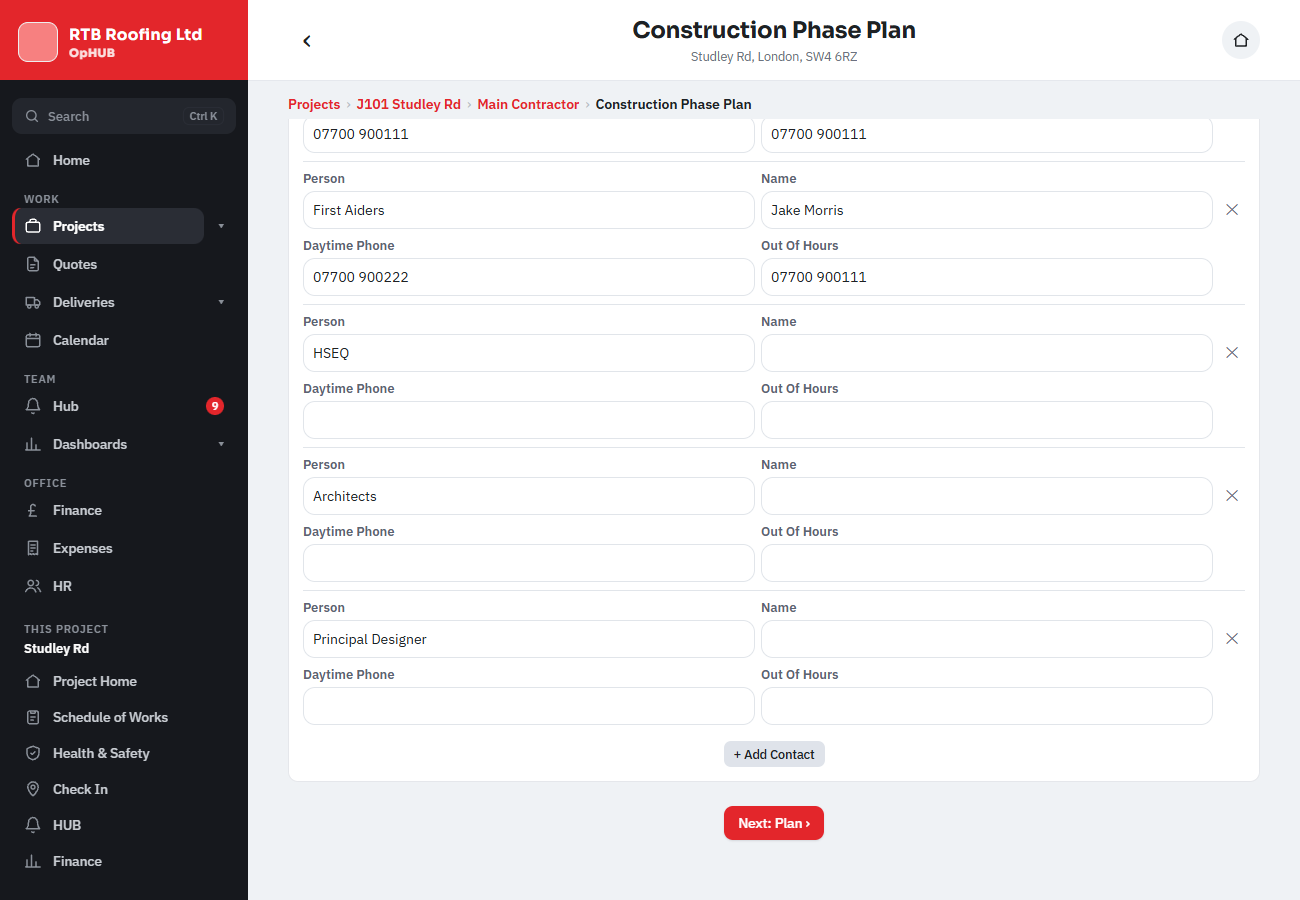 RTB Roofing Ltd
OpHUB
Search Ctrl K
Home
WORK
Projects
Quotes
Deliveries
Calendar
TEAM
Hub 9
Dashboards
OFFICE
Finance
Expenses
HR
THIS PROJECT
Studley Rd
Project Home
Schedule of Works
Health & Safety
Check In
HUB
Finance
Construction Phase Plan
Studley Rd, London, SW4 6RZ
Projects › J101 Studley Rd › Main Contractor › Construction Phase Plan
07700 900111 07700 900111
Person Name
First Aiders Jake Morris
Daytime Phone Out Of Hours
07700 900222 07700 900111
Person Name
HSEQ
Daytime Phone Out Of Hours
Person Name
Architects
Daytime Phone Out Of Hours
Person Name
Principal Designer
Daytime Phone Out Of Hours
+ Add Contact
Next: Plan ›